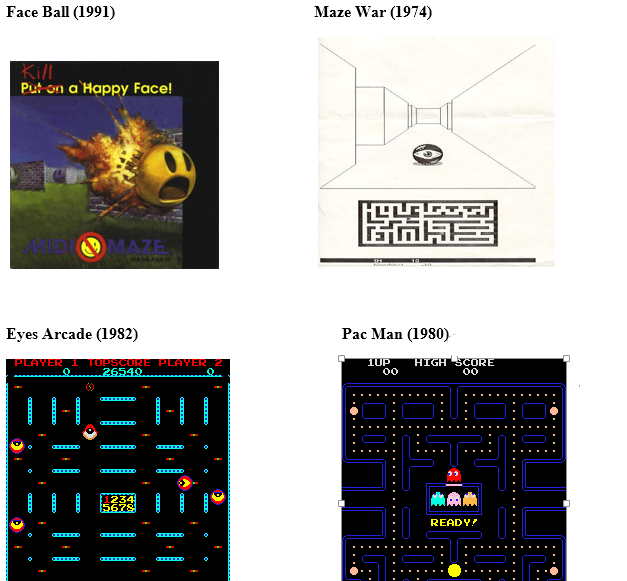 Face Ball (1991)
Maze War (1974)
Kill
Put on a Happy Face!
MIDI MAZE
Eyes Arcade (1982)
Pac Man (1980)
PLAYER 1 TOPSCORE PLAYER 2
0 26540 0
1234
5678
1UP HIGH SCORE
00 00
READY!